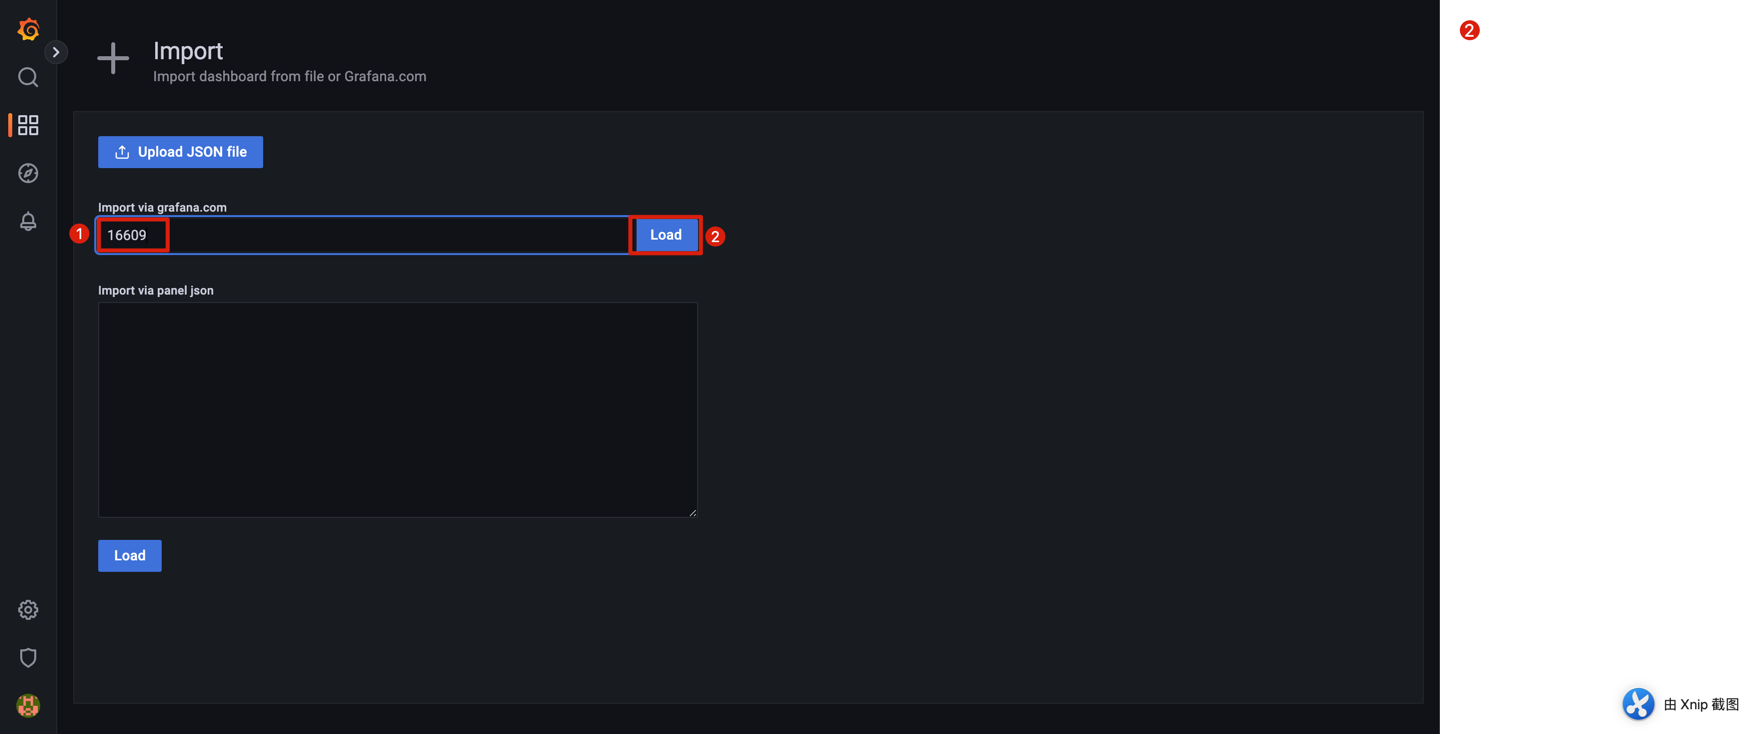 Import
Import dashboard from file or Grafana.com
Upload JSON file
Import via grafana.com
1
16609
Load
2
Import via panel json
Load
2
由 Xnip 截图